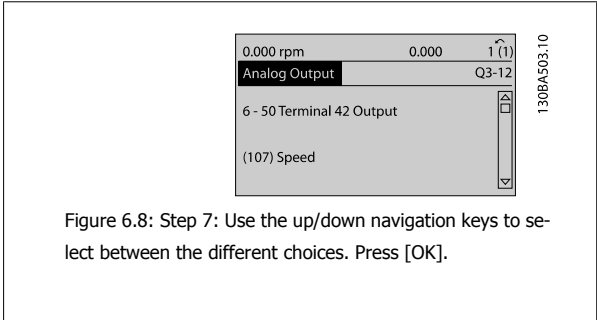 0.000 rpm 0.000 1 (1)
Analog Output Q3-12
6 - 50 Terminal 42 Output
(107) Speed
130BA503.10
Figure 6.8: Step 7: Use the up/down navigation keys to se-
lect between the different choices. Press [OK].